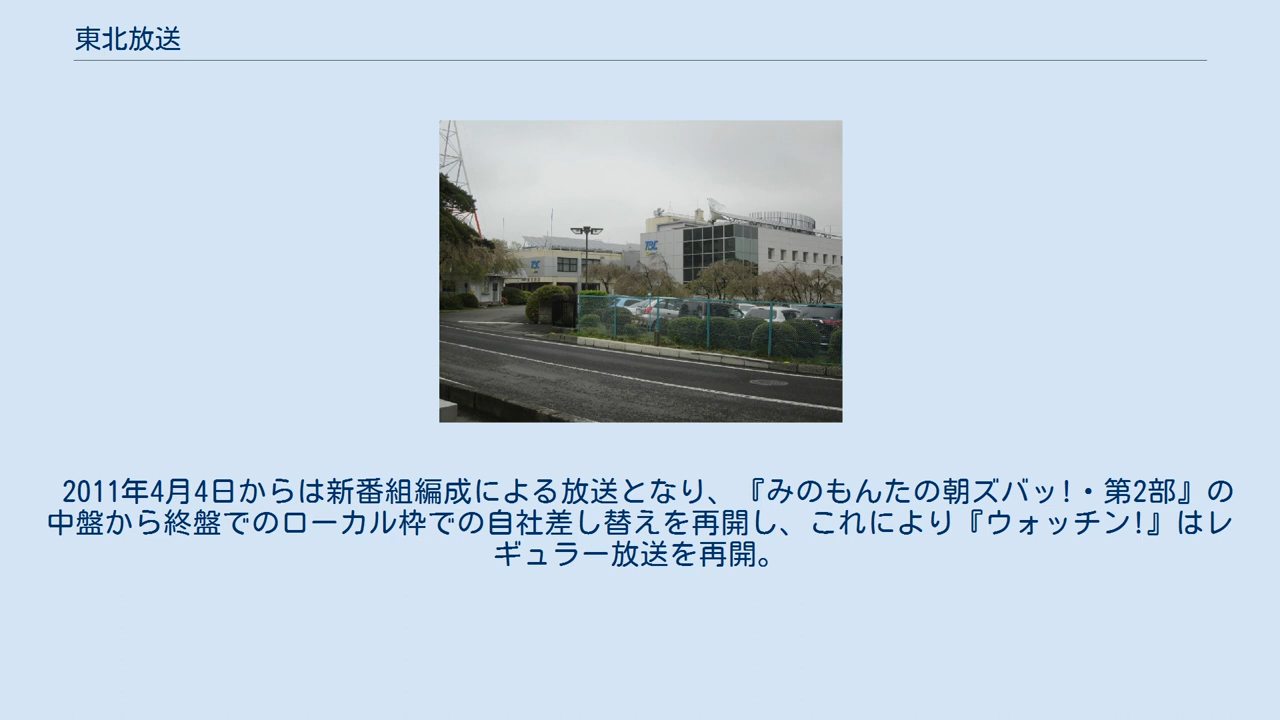 東北放送
TBC
TBC
2011年4月4日からは新番組編成による放送となり、『みのもんたの朝ズバッ!・第2部』の
中盤から終盤でのローカル枠での自社差し替えを再開し、これにより『ウォッチン!』はレ
ギュラー放送を再開。